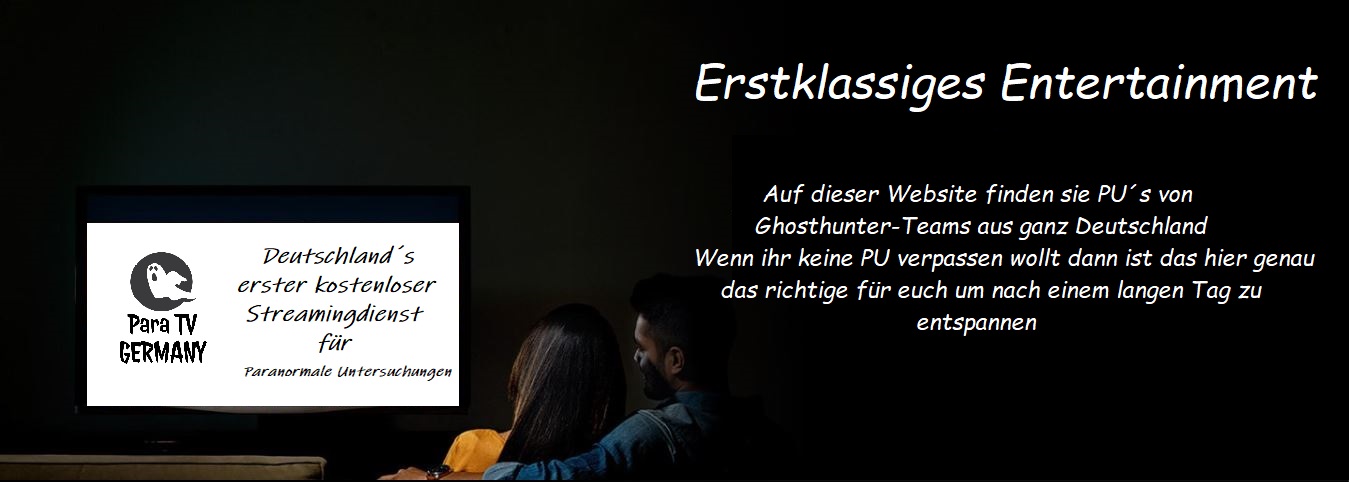 Erstklassiges Entertainment
Auf dieser Website finden sie PU´s von
Ghosthunter-Teams aus ganz Deutschland
Wenn ihr keine PU verpassen wollt dann ist das hier genau
das richtige für euch um nach einem langen Tag zu
entspannen
Deutschland´s
erster kostenloser
Streamingdienst
für
Paranormale Untersuchungen
Para TV
GERMANY